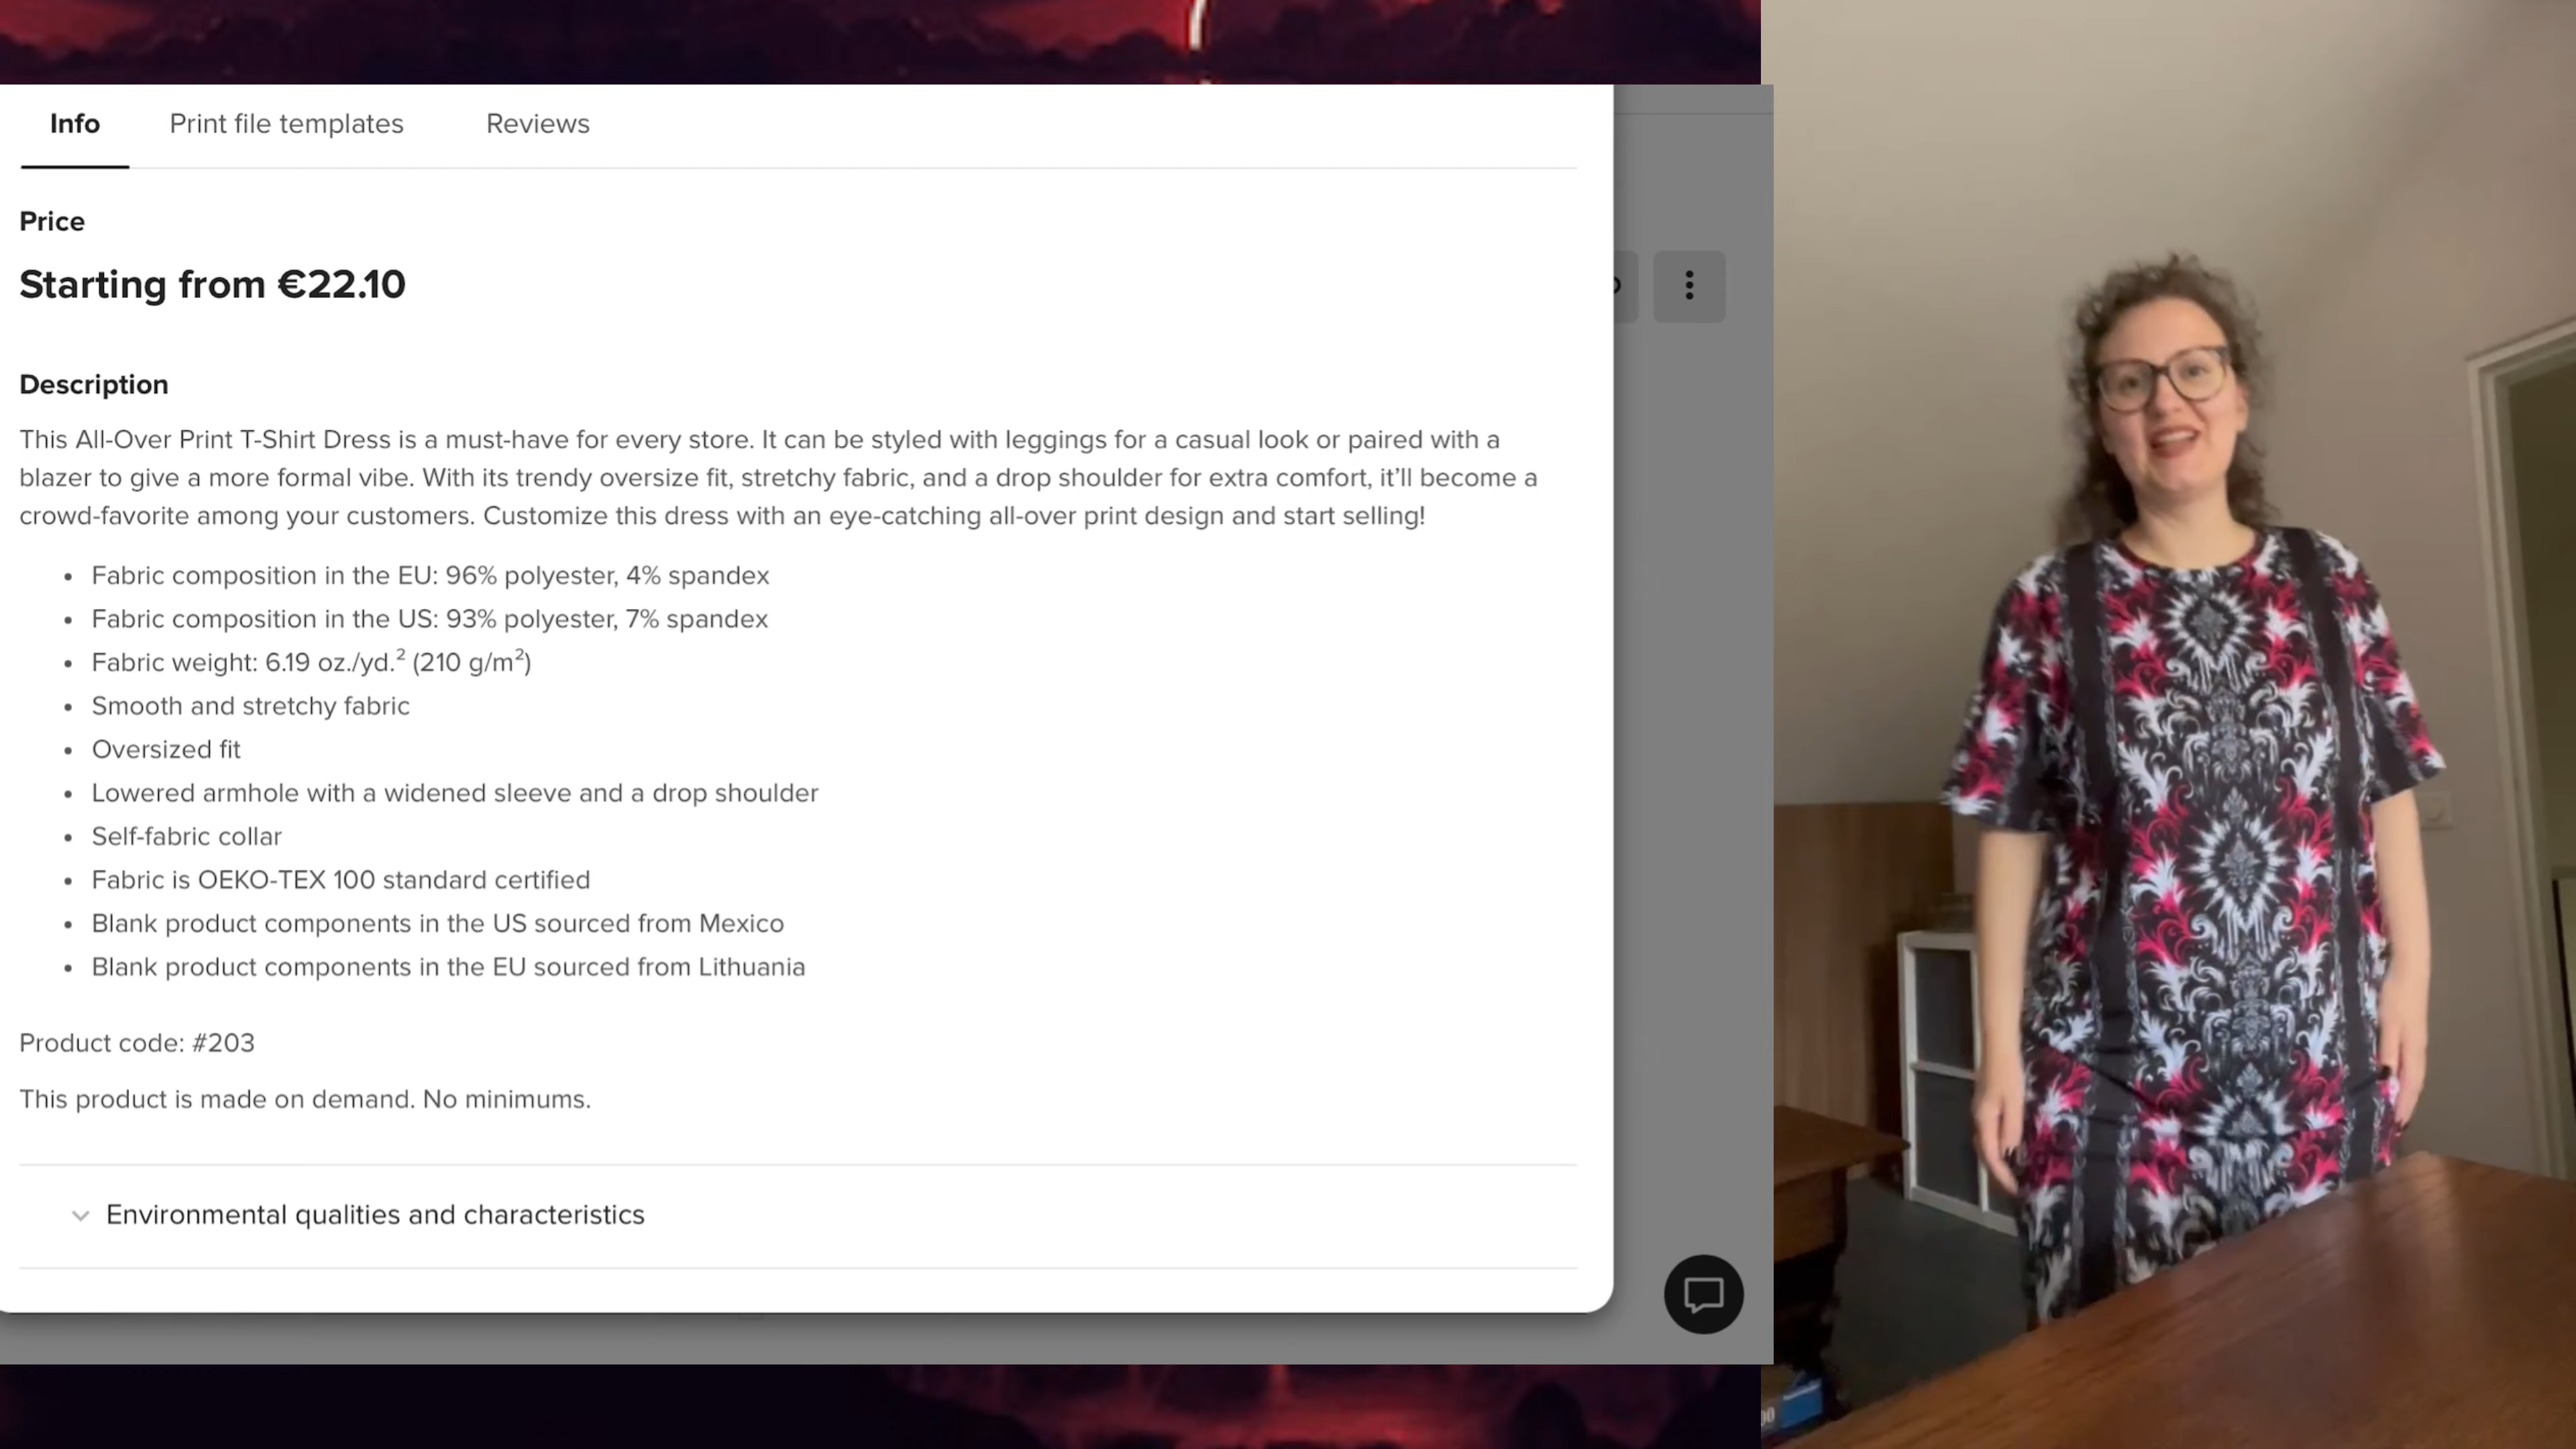 Info Print file templates Reviews
Price
Starting from €22.10
Description
This All-Over Print T-Shirt Dress is a must-have for every store. It can be styled with leggings for a casual look or paired with a
blazer to give a more formal vibe. With its trendy oversize fit, stretchy fabric, and a drop shoulder for extra comfort, it’ll become a
crowd-favorite among your customers. Customize this dress with an eye-catching all-over print design and start selling!
• Fabric composition in the EU: 96% polyester, 4% spandex
• Fabric composition in the US: 93% polyester, 7% spandex
• Fabric weight: 6.19 oz./yd.² (210 g/m²)
• Smooth and stretchy fabric
• Oversized fit
• Lowered armhole with a widened sleeve and a drop shoulder
• Self-fabric collar
• Fabric is OEKO-TEX 100 standard certified
• Blank product components in the US sourced from Mexico
• Blank product components in the EU sourced from Lithuania
Product code: #203
This product is made on demand. No minimums.
Environmental qualities and characteristics